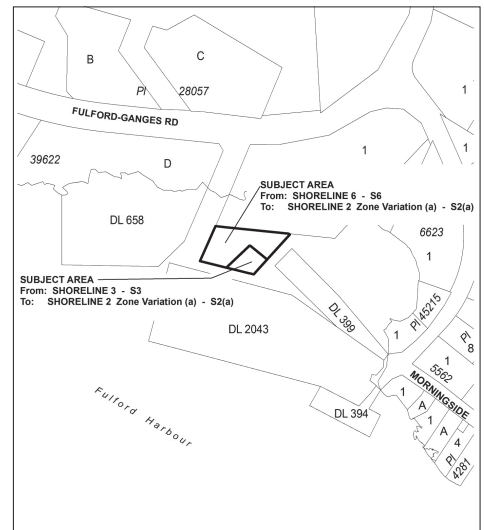 B
C
Pl 28057
1
FULFORD-GANGES RD
1
39622
D
1
SUBJECT AREA
From: SHORELINE 6 - S6
To: SHORELINE 2 Zone Variation (a) - S2(a)
DL 658
6623
1
SUBJECT AREA
From: SHORELINE 3 - S3
To: SHORELINE 2 Zone Variation (a) - S2(a)
DL 399
1
Pl 45215
Pl 8
DL 2043
1
5562
MORNINGSIDE
Fulford Harbour
DL 394
1
A
1
A
4
Pl 4281